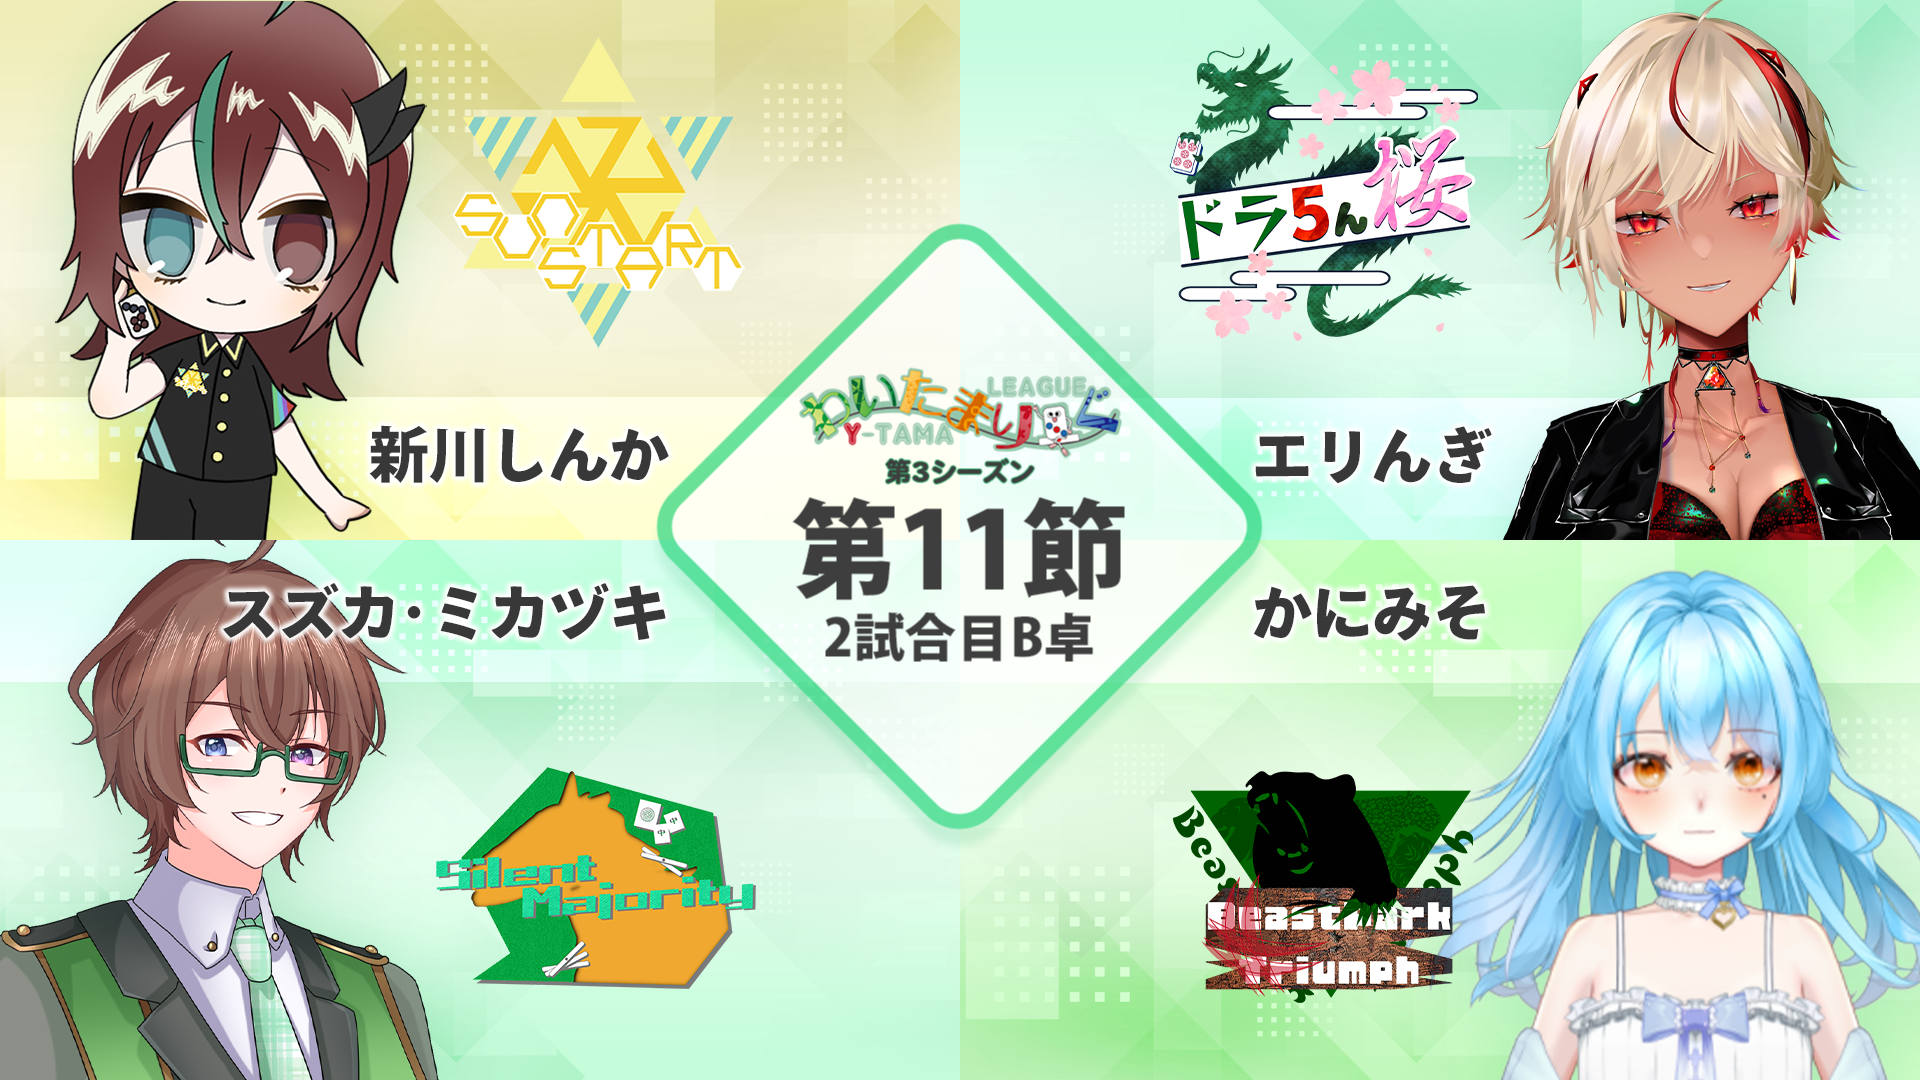 SUO
START
新川しんか
ドラ5ん桜
エリんぎ
わいたまりーぐ
LEAGUE
Y-TAMA
第3シーズン
第11節
2試合目B卓
スズカ・ミカヅキ
Silent
Majority
かにみそ
Triumph